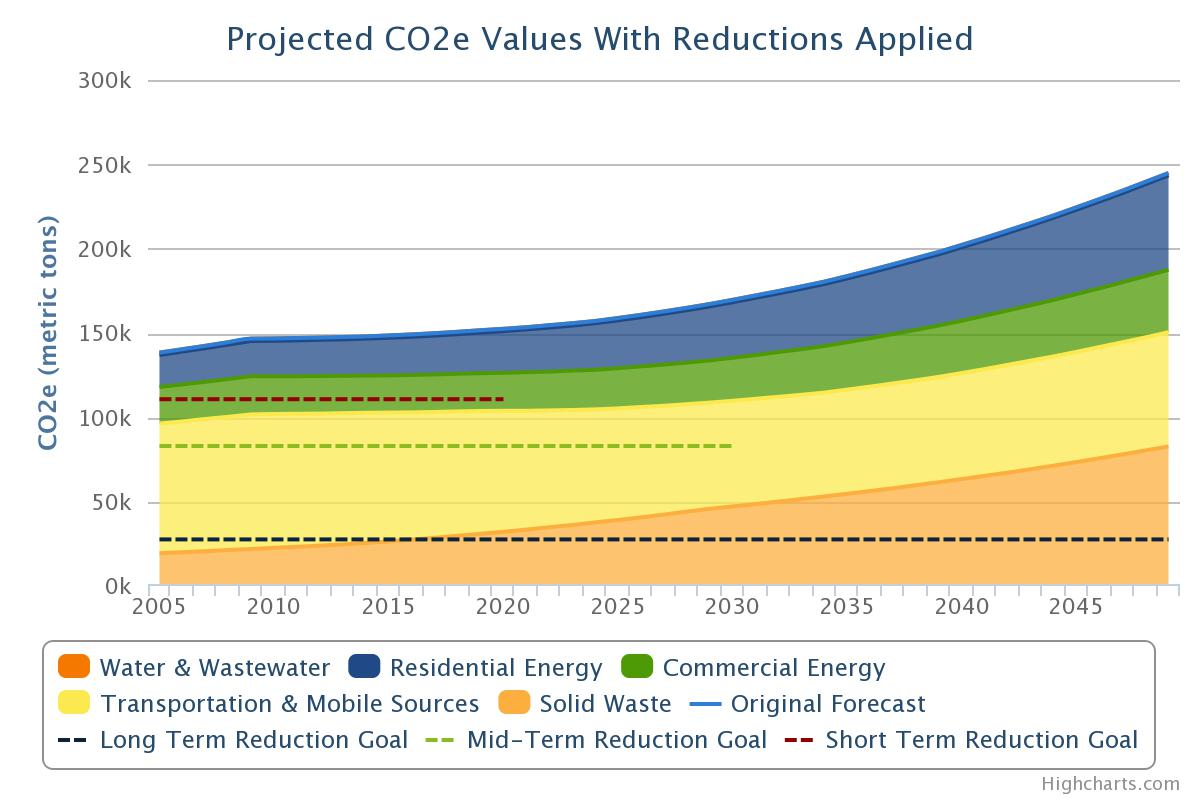 Projected CO2e Values With Reductions Applied
300k
250k
200k
150k
100k
50k
0k
CO2e (metric tons)
2005 2010 2015 2020 2025 2030 2035 2040 2045
Water & Wastewater Residential Energy Commercial Energy
Transportation & Mobile Sources Solid Waste Original Forecast
Long Term Reduction Goal Mid-Term Reduction Goal Short Term Reduction Goal
Highcharts.com